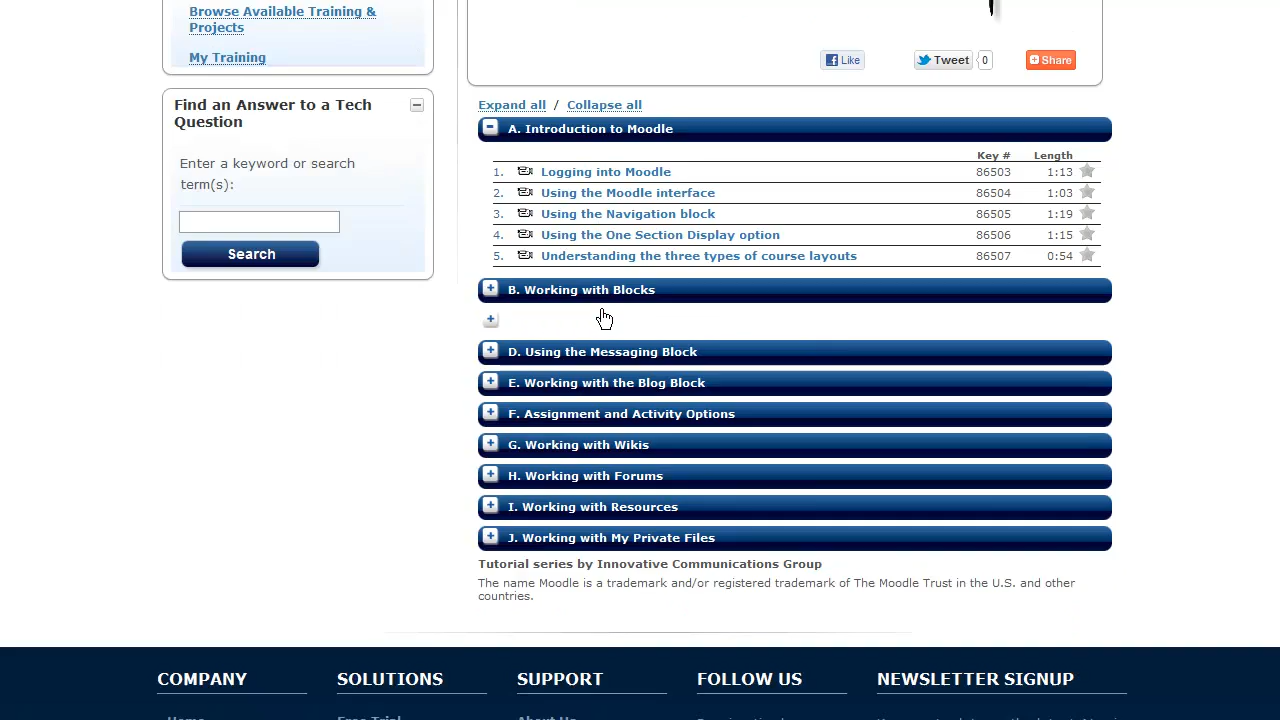 Browse Available Training &
Projects
My Training
Find an Answer to a Tech
Question
Enter a keyword or search
term(s):
Search
Like
Tweet
0
Share
Expand all / Collapse all
A. Introduction to Moodle
Key # Length
1. Logging into Moodle 86503 1:13
2. Using the Moodle interface 86504 1:03
3. Using the Navigation block 86505 1:19
4. Using the One Section Display option 86506 1:15
5. Understanding the three types of course layouts 86507 0:54
B. Working with Blocks
D. Using the Messaging Block
E. Working with the Blog Block
F. Assignment and Activity Options
G. Working with Wikis
H. Working with Forums
I. Working with Resources
J. Working with My Private Files
Tutorial series by Innovative Communications Group
The name Moodle is a trademark and/or registered trademark of The Moodle Trust in the U.S. and other
countries.
COMPANY SOLUTIONS SUPPORT FOLLOW US NEWSLETTER SIGNUP
Home Free Trial About Us